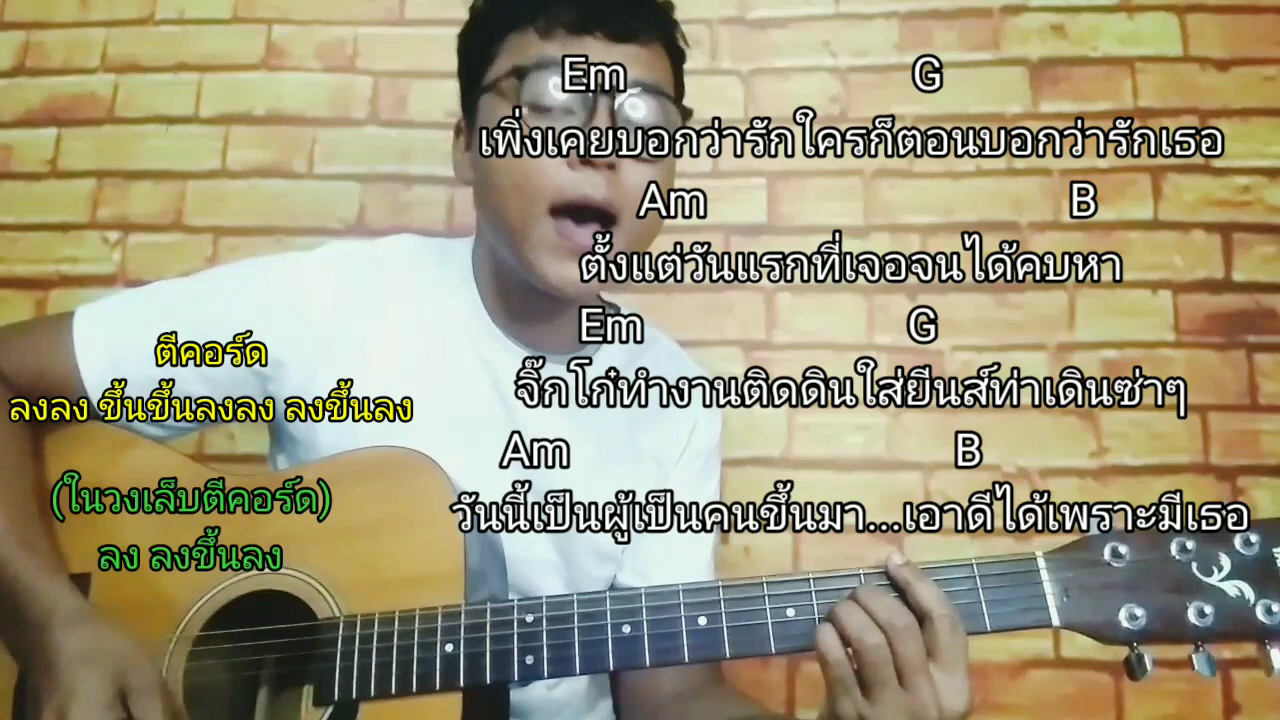 Em G
เพิ่งเคยบอกว่ารักใครก็ตอนบอกว่ารักเธอ
Am B
ตั้งแต่วันแรกที่เจอจนได้คบหา
Em G
จิ๊กโก๋ทำงานติดดินใส่ยีนส์ท่าเดินซ่าๆ
Am B
วันนี้เป็นผู้เป็นคนขึ้นมา...เอาดีได้เพราะมีเธอ
ตีคอร์ด
ลงลง ขึ้นขึ้นลงลง ลงขึ้นลง
(ในวงเล็บตีคอร์ด)
ลง ลงขึ้นลง